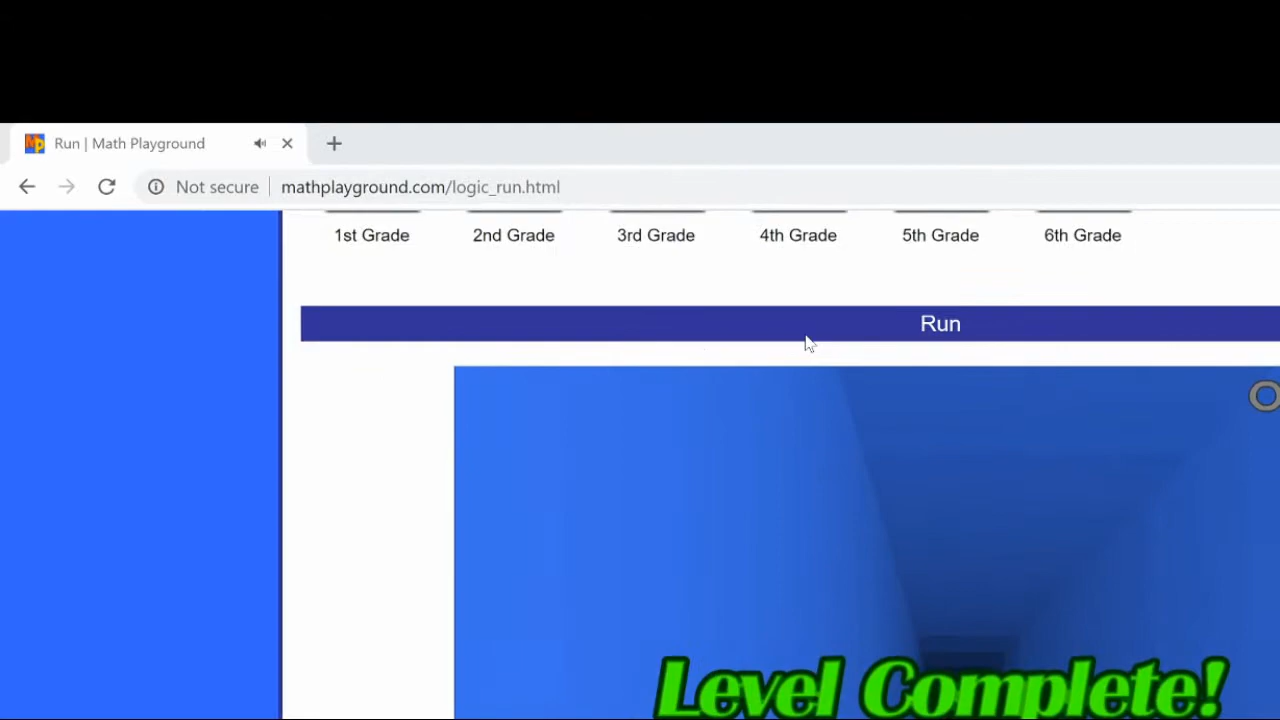 Run | Math Playground
Not secure mathplayground.com/logic_run.html
1st Grade 2nd Grade 3rd Grade 4th Grade 5th Grade 6th Grade
Run
Level Complete!